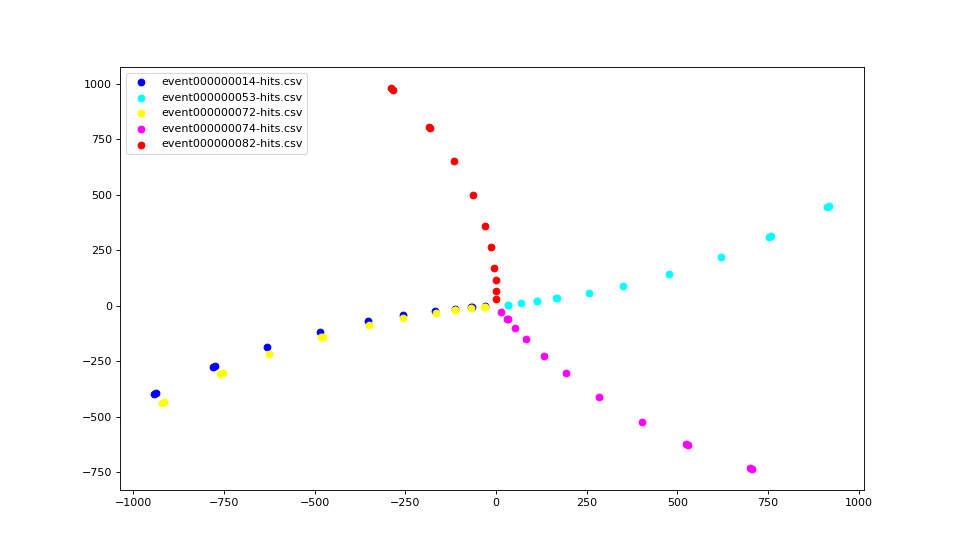 event000000014-hits.csv
event000000053-hits.csv
event000000072-hits.csv
event000000074-hits.csv
event000000082-hits.csv
1000
750
500
250
0
−250
−500
−750
−1000 −750 −500 −250 0 250 500 750 1000